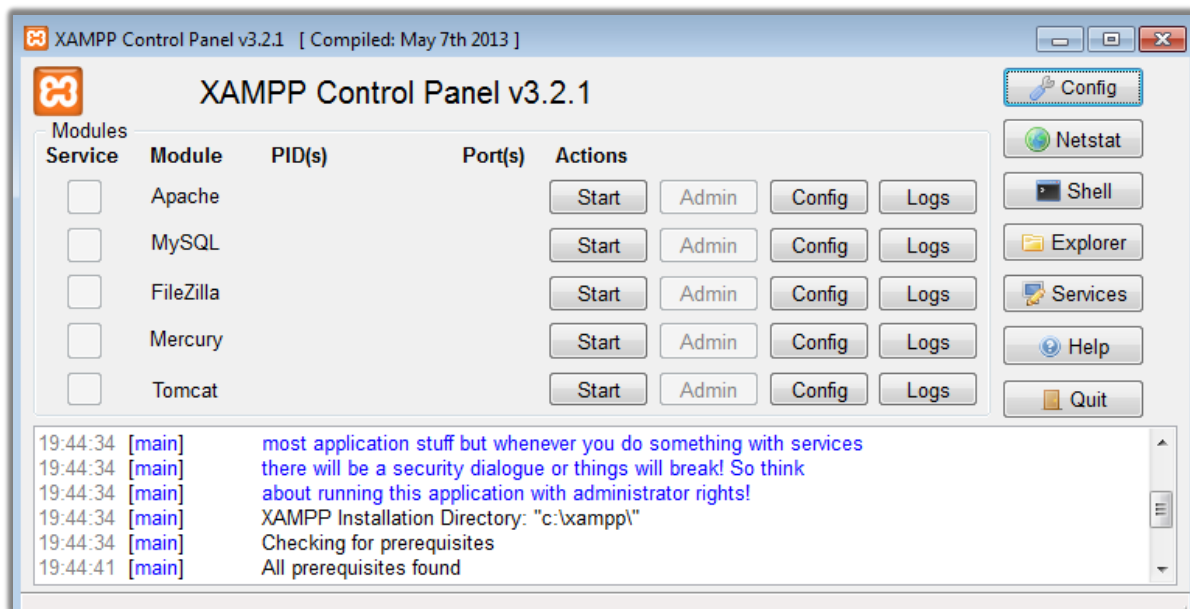 XAMPP Control Panel v3.2.1 [ Compiled: May 7th 2013 ]
XAMPP Control Panel v3.2.1
Config
Modules
Netstat
Service Module PID(s) Port(s) Actions
Apache Start Admin Config Logs
Shell
MySQL Start Admin Config Logs
Explorer
FileZilla Start Admin Config Logs
Services
Mercury Start Admin Config Logs
Help
Tomcat Start Admin Config Logs
Quit
19:44:34 [main] most application stuff but whenever you do something with services
19:44:34 [main] there will be a security dialogue or things will break! So think
19:44:34 [main] about running this application with administrator rights!
19:44:34 [main] XAMPP Installation Directory: "c:\xampp\"
19:44:34 [main] Checking for prerequisites
19:44:41 [main] All prerequisites found